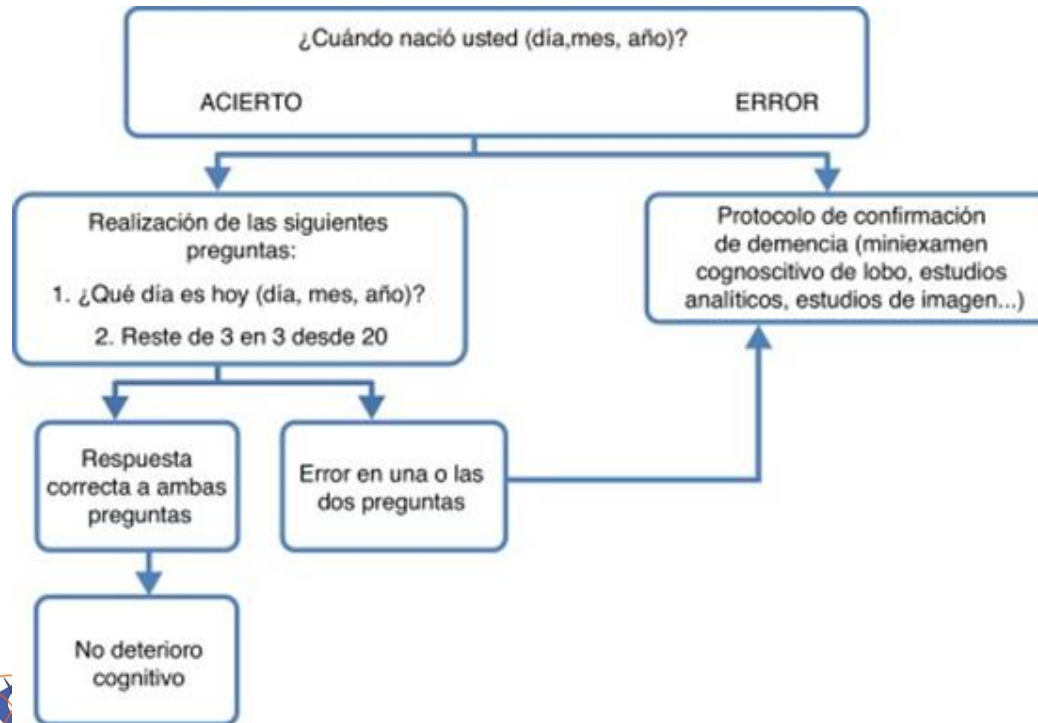 ¿Cuándo nació usted (día,mes, año)?
ACIERTO
ERROR
Realización de las siguientes
preguntas:
1. ¿Qué día es hoy (día, mes, año)?
2. Reste de 3 en 3 desde 20
Protocolo de confirmación
de demencia (miniexamen
cognoscitivo de lobo, estudios
analíticos, estudios de imagen...)
Respuesta
correcta a ambas
preguntas
Error en una o las
dos preguntas
No deterioro
cognitivo